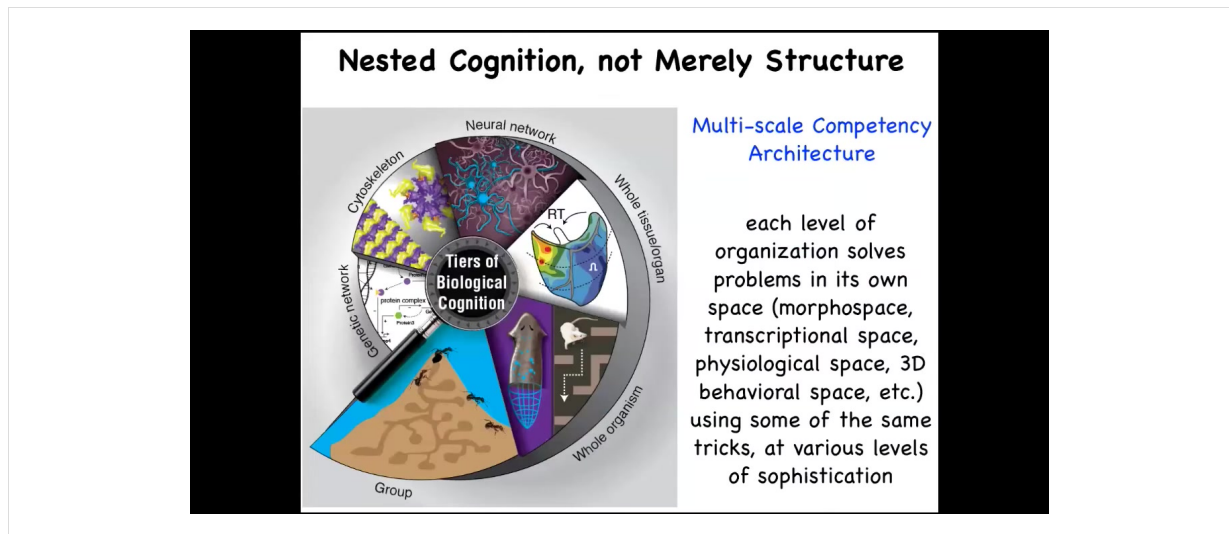 Nested Cognition, not Merely Structure
Multi-scale Competency
Architecture
each level of
organization solves
problems in its own
space (morphospace,
transcriptional space,
physiological space, 3D
behavioral space, etc.)
using some of the same
tricks, at various levels
of sophistication
Neural network
Cytoskeleton
Whole tissue/organ
RT
Tiers of
Biological
Cognition
Genetic network
protein complex
Whole organism
Group